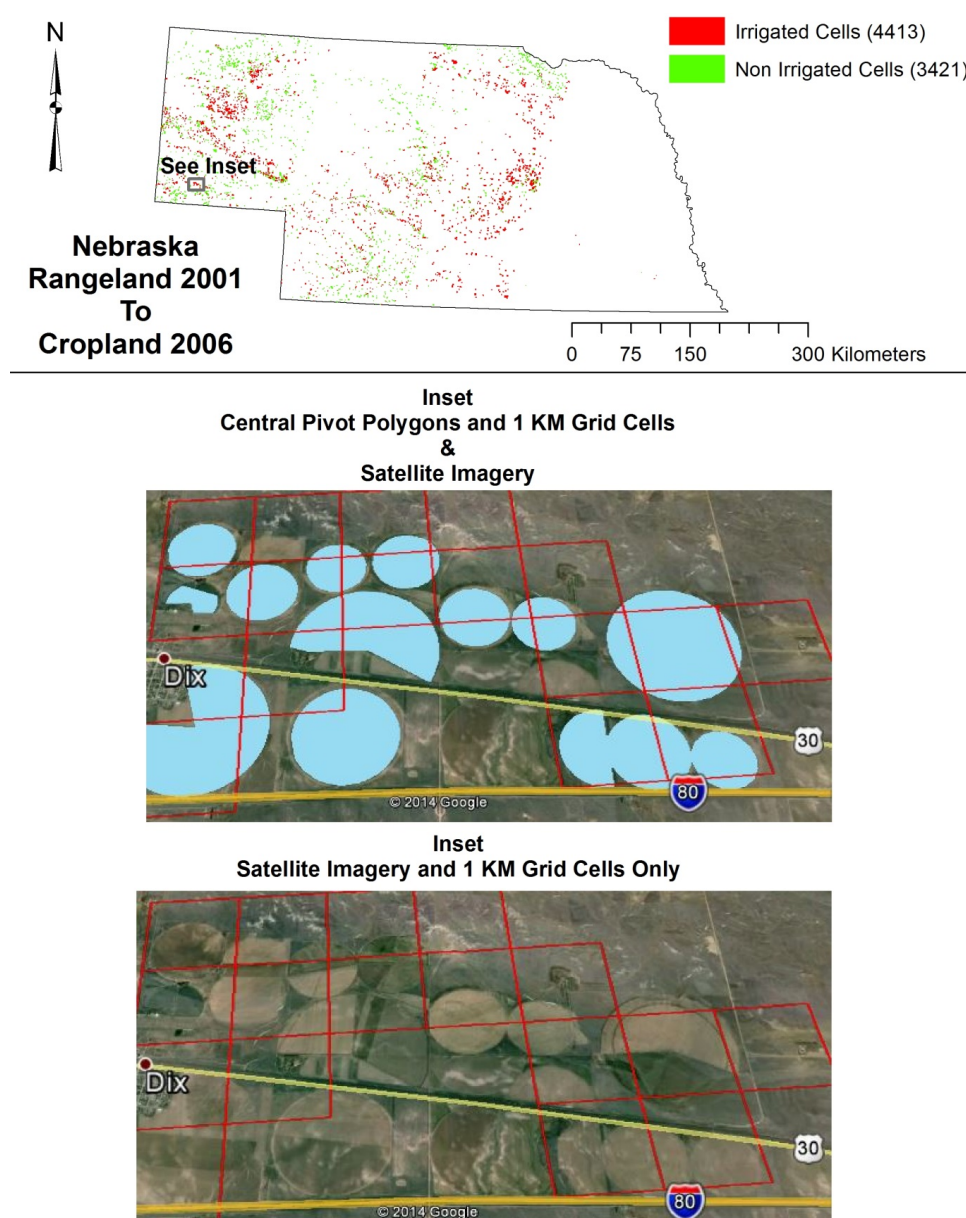 N
Irrigated Cells (4413)
Non Irrigated Cells (3421)
See Inset
Nebraska
Rangeland 2001
To
Cropland 2006
0 75 150 300 Kilometers
Inset
Central Pivot Polygons and 1 KM Grid Cells
&
Satellite Imagery
Dix
30
80
© 2014 Google
Inset
Satellite Imagery and 1 KM Grid Cells Only
Dix
30
80
© 2014 Google